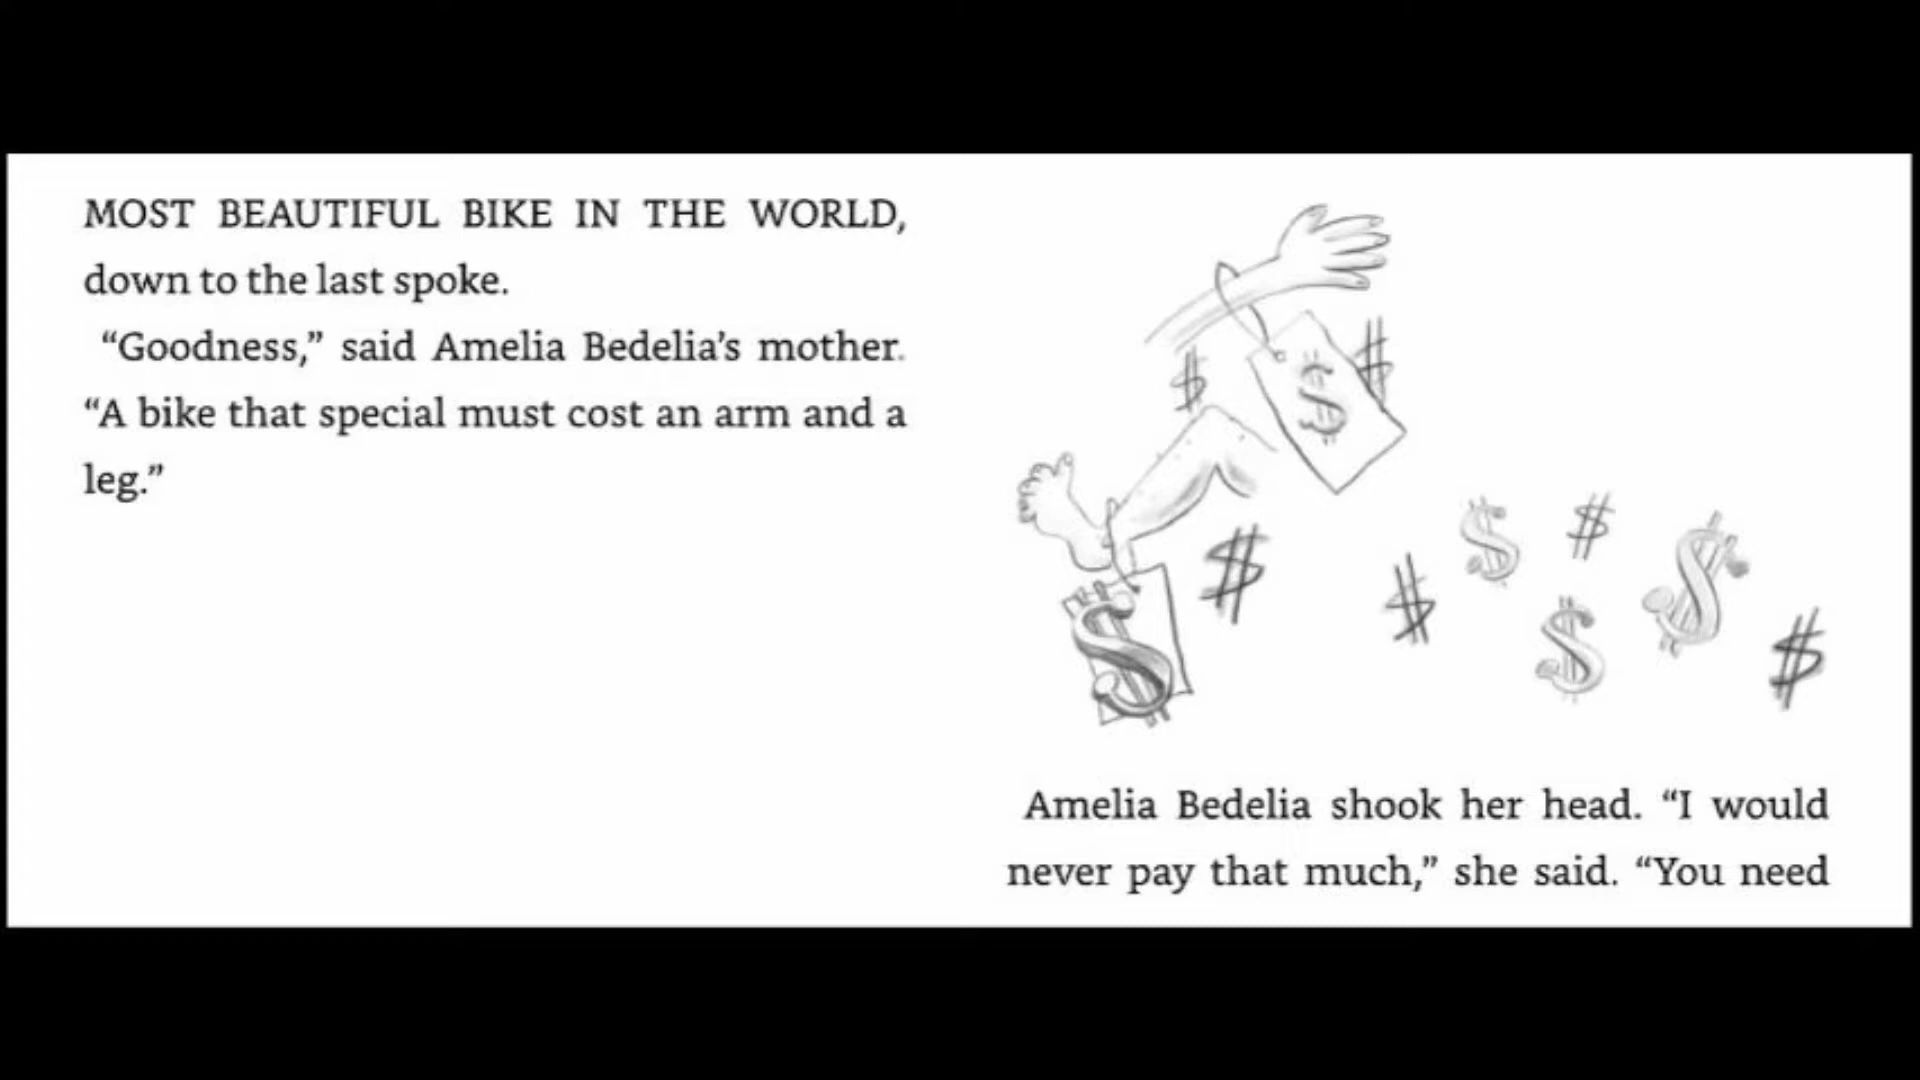 MOST BEAUTIFUL BIKE IN THE WORLD,
down to the last spoke.
“Goodness,” said Amelia Bedelia’s mother.
“A bike that special must cost an arm and a
leg.”
$
$
$
$
$
$
$
$
$
$
$
Amelia Bedelia shook her head. “I would
never pay that much,” she said. “You need